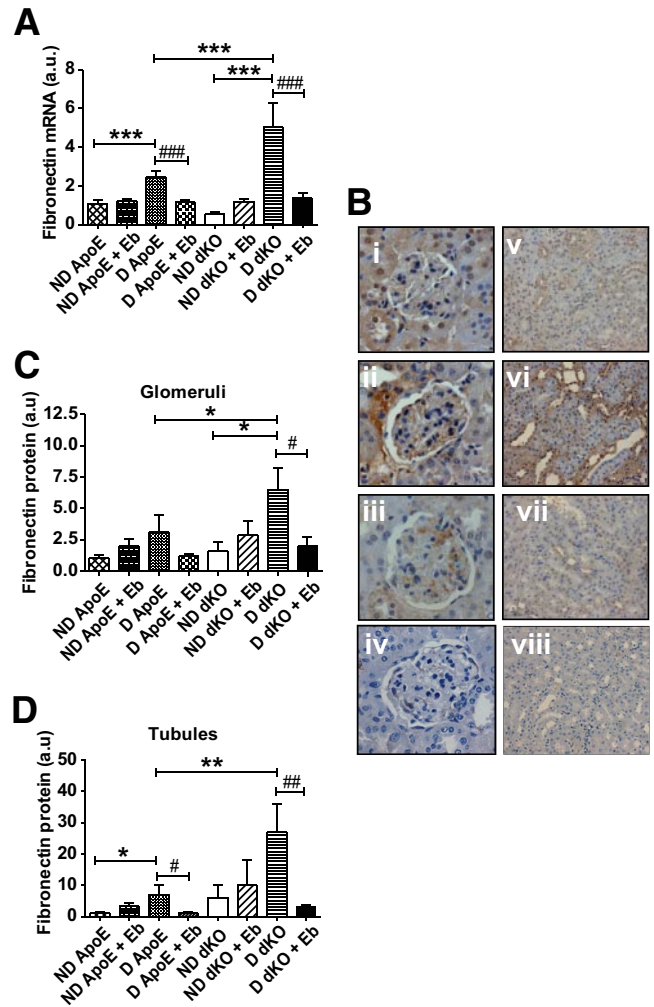 A
Fibronectin mRNA (a.u.)
8
6
4
2
0
***
***
***
###
###
ND ApoE
ND ApoE + Eb
D ApoE
D ApoE + Eb
ND dKO
ND dKO + Eb
D dKO
D dKO + Eb
B
i
v
ii
vi
iii
vii
iv
viii
C
Glomeruli
Fibronectin protein (a.u)
12.5
10.0
7.5
5.0
2.5
0.0
*
*
#
ND ApoE
ND ApoE + Eb
D ApoE
D ApoE + Eb
ND dKO
ND dKO + Eb
D dKO
D dKO + Eb
D
Tubules
Fibronectin protein (a.u)
50
40
30
20
10
0
**
##
*
#
ND ApoE
ND ApoE + Eb
D ApoE
D ApoE + Eb
ND dKO
ND dKO + Eb
D dKO
D dKO + Eb